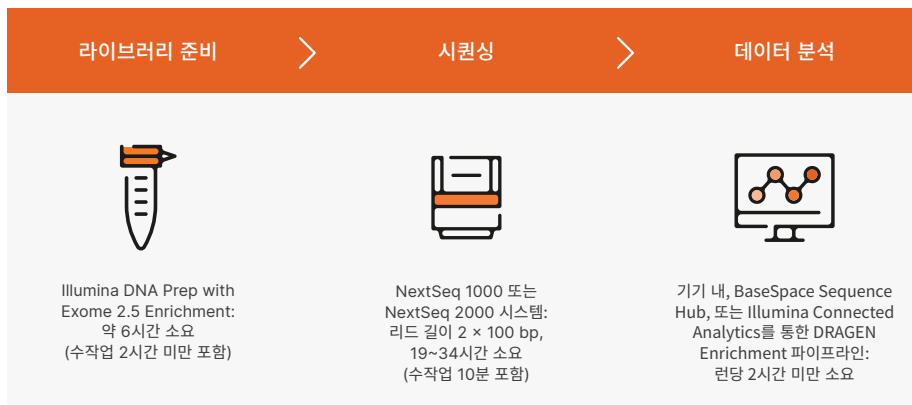 라이브러리 준비
시퀀싱
데이터 분석
Illumina DNA Prep with
Exome 2.5 Enrichment:
약 6시간 소요
(수작업 2시간 미만 포함)
NextSeq 1000 또는
NextSeq 2000 시스템:
리드 길이 2 × 100 bp,
19~34시간 소요
(수작업 10분 포함)
기기 내, BaseSpace Sequence
Hub, 또는 Illumina Connected
Analytics를 통한 DRAGEN
Enrichment 파이프라인:
런당 2시간 미만 소요